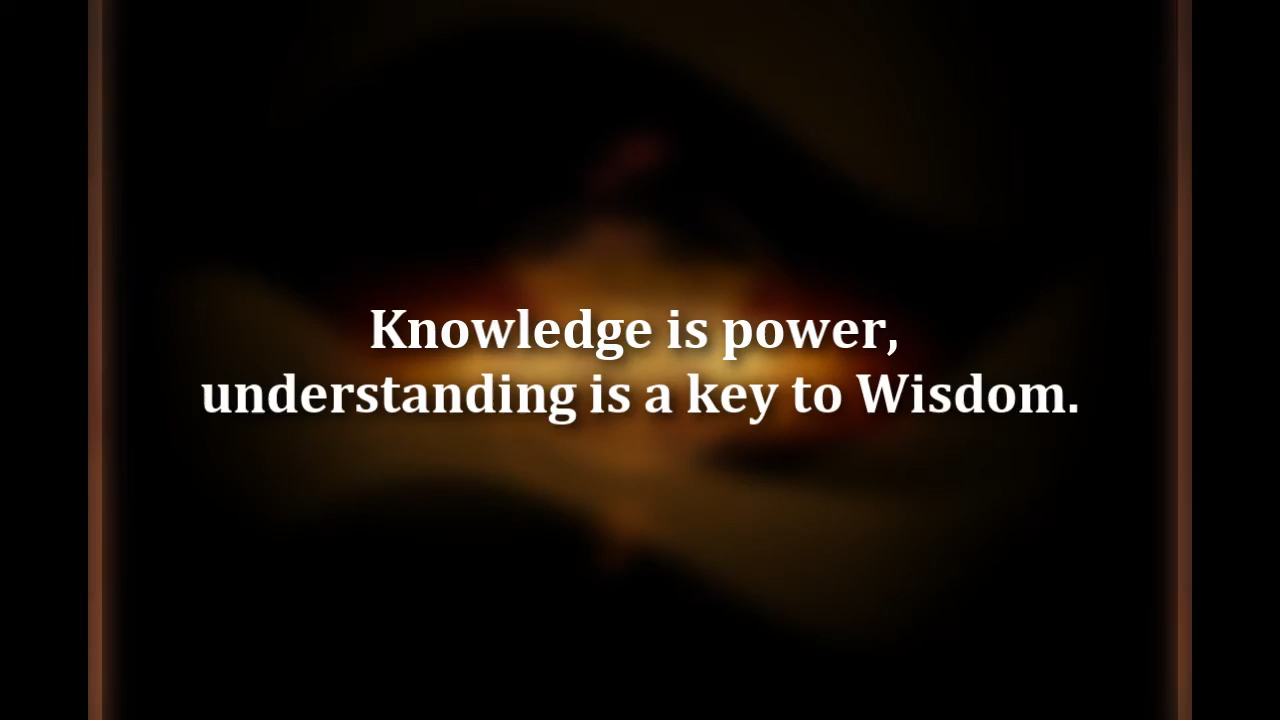 Knowledge is power,
understanding is a key to Wisdom.